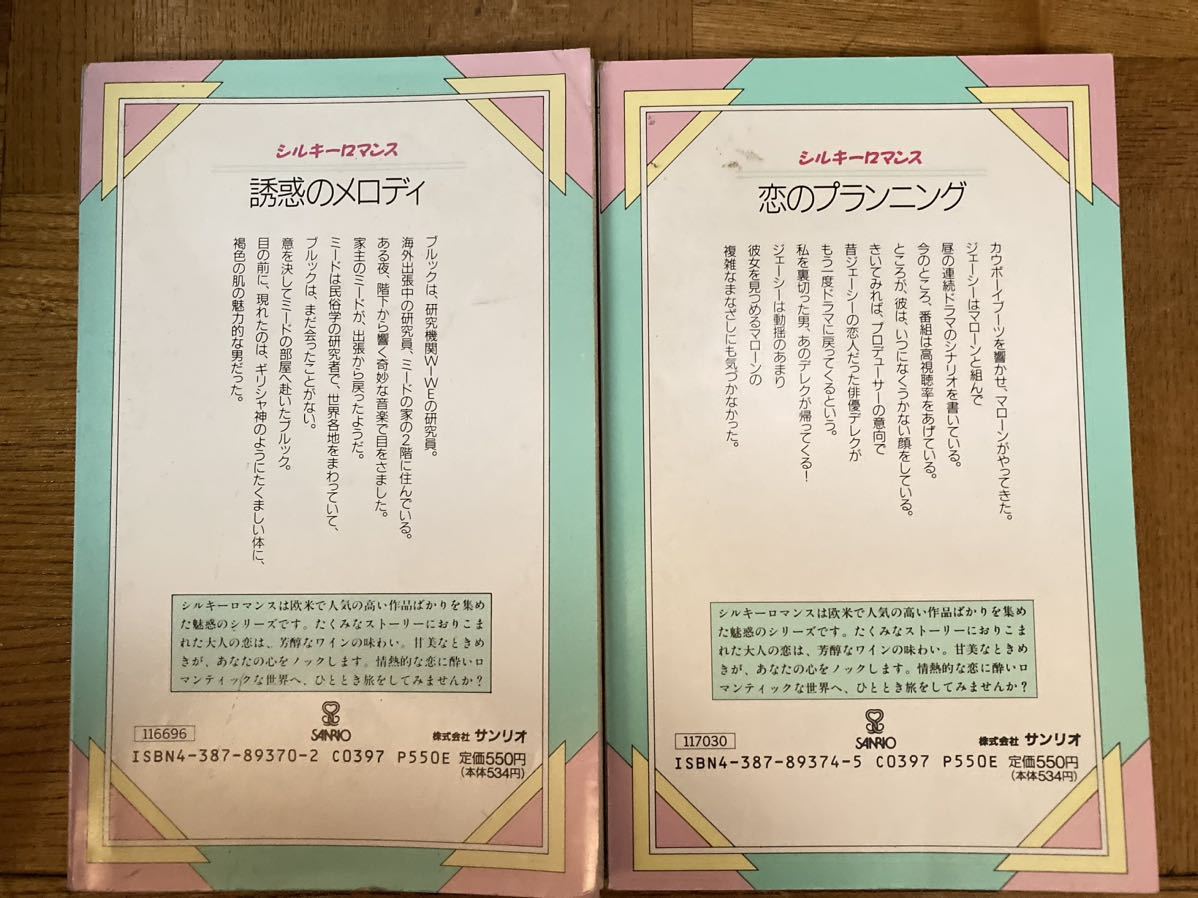 シルキーロマンス
誘惑のメロディ
ブルックは、研究機関W-WEの研究員。
海外出張中の研究員、ミードの家の2階に住んでいる。
ある夜、階下から響く奇妙な音楽で目をさました。
家主のミードが、出張から戻ったようだ。
ミードは民俗学の研究者で、世界各地をまわっていて、
ブルックは、まだ会ったことがない。
意を決してミードの部屋へ赴いたブルック。
目の前に、現れたのは、ギリシャ神のようにたくましい体に、
褐色の肌の魅力的な男だった。
シルキーロマンスは欧米で人気の高い作品ばかりを集め
た魅惑のシリーズです。たくみなストーリーにおりこま
れた大人の恋は、芳醇なワインの味わい。甘美なときめ
きが、あなたの心をノックします。情熱的な恋に酔いロ
マンティックな世界へ、ひととき旅をしてみませんか?
116696
SANRIO
株式会社 サンリオ
ISBN4-387-89370-2 C0397 P550E 定価550円
(本体534円)
シルキーロマンス
恋のプランニング
カウボーイブーツを響かせ、マローンがやってきた。
ジェーシーはマローンと組んで
昼の連続ドラマのシナリオを書いている。
今のところ、番組は高視聴率をあげている。
ところが、彼は、いつになくうかない顔をしている。
きいてみれば、プロデューサーの意向で
昔ジェーシーの恋人だった俳優デレクが
もう一度ドラマに戻ってくるという。
私を裏切った男、あのデレクが帰ってくる!
ジェーシーは動揺のあまり
彼女を見つめるマローンの
複雑なまなざしにも気づかなかった。
シルキーロマンスは欧米で人気の高い作品ばかりを集め
た魅惑のシリーズです。たくみなストーリーにおりこま
れた大人の恋は、芳醇なワインの味わい。甘美なときめ
きが、あなたの心をノックします。情熱的な恋に酔いロ
マンティックな世界へ、ひととき旅をしてみませんか?
117030
SANRIO
株式会社 サンリオ
ISBN4-387-89374-5 C0397 P550E 定価550円
(本体534円)